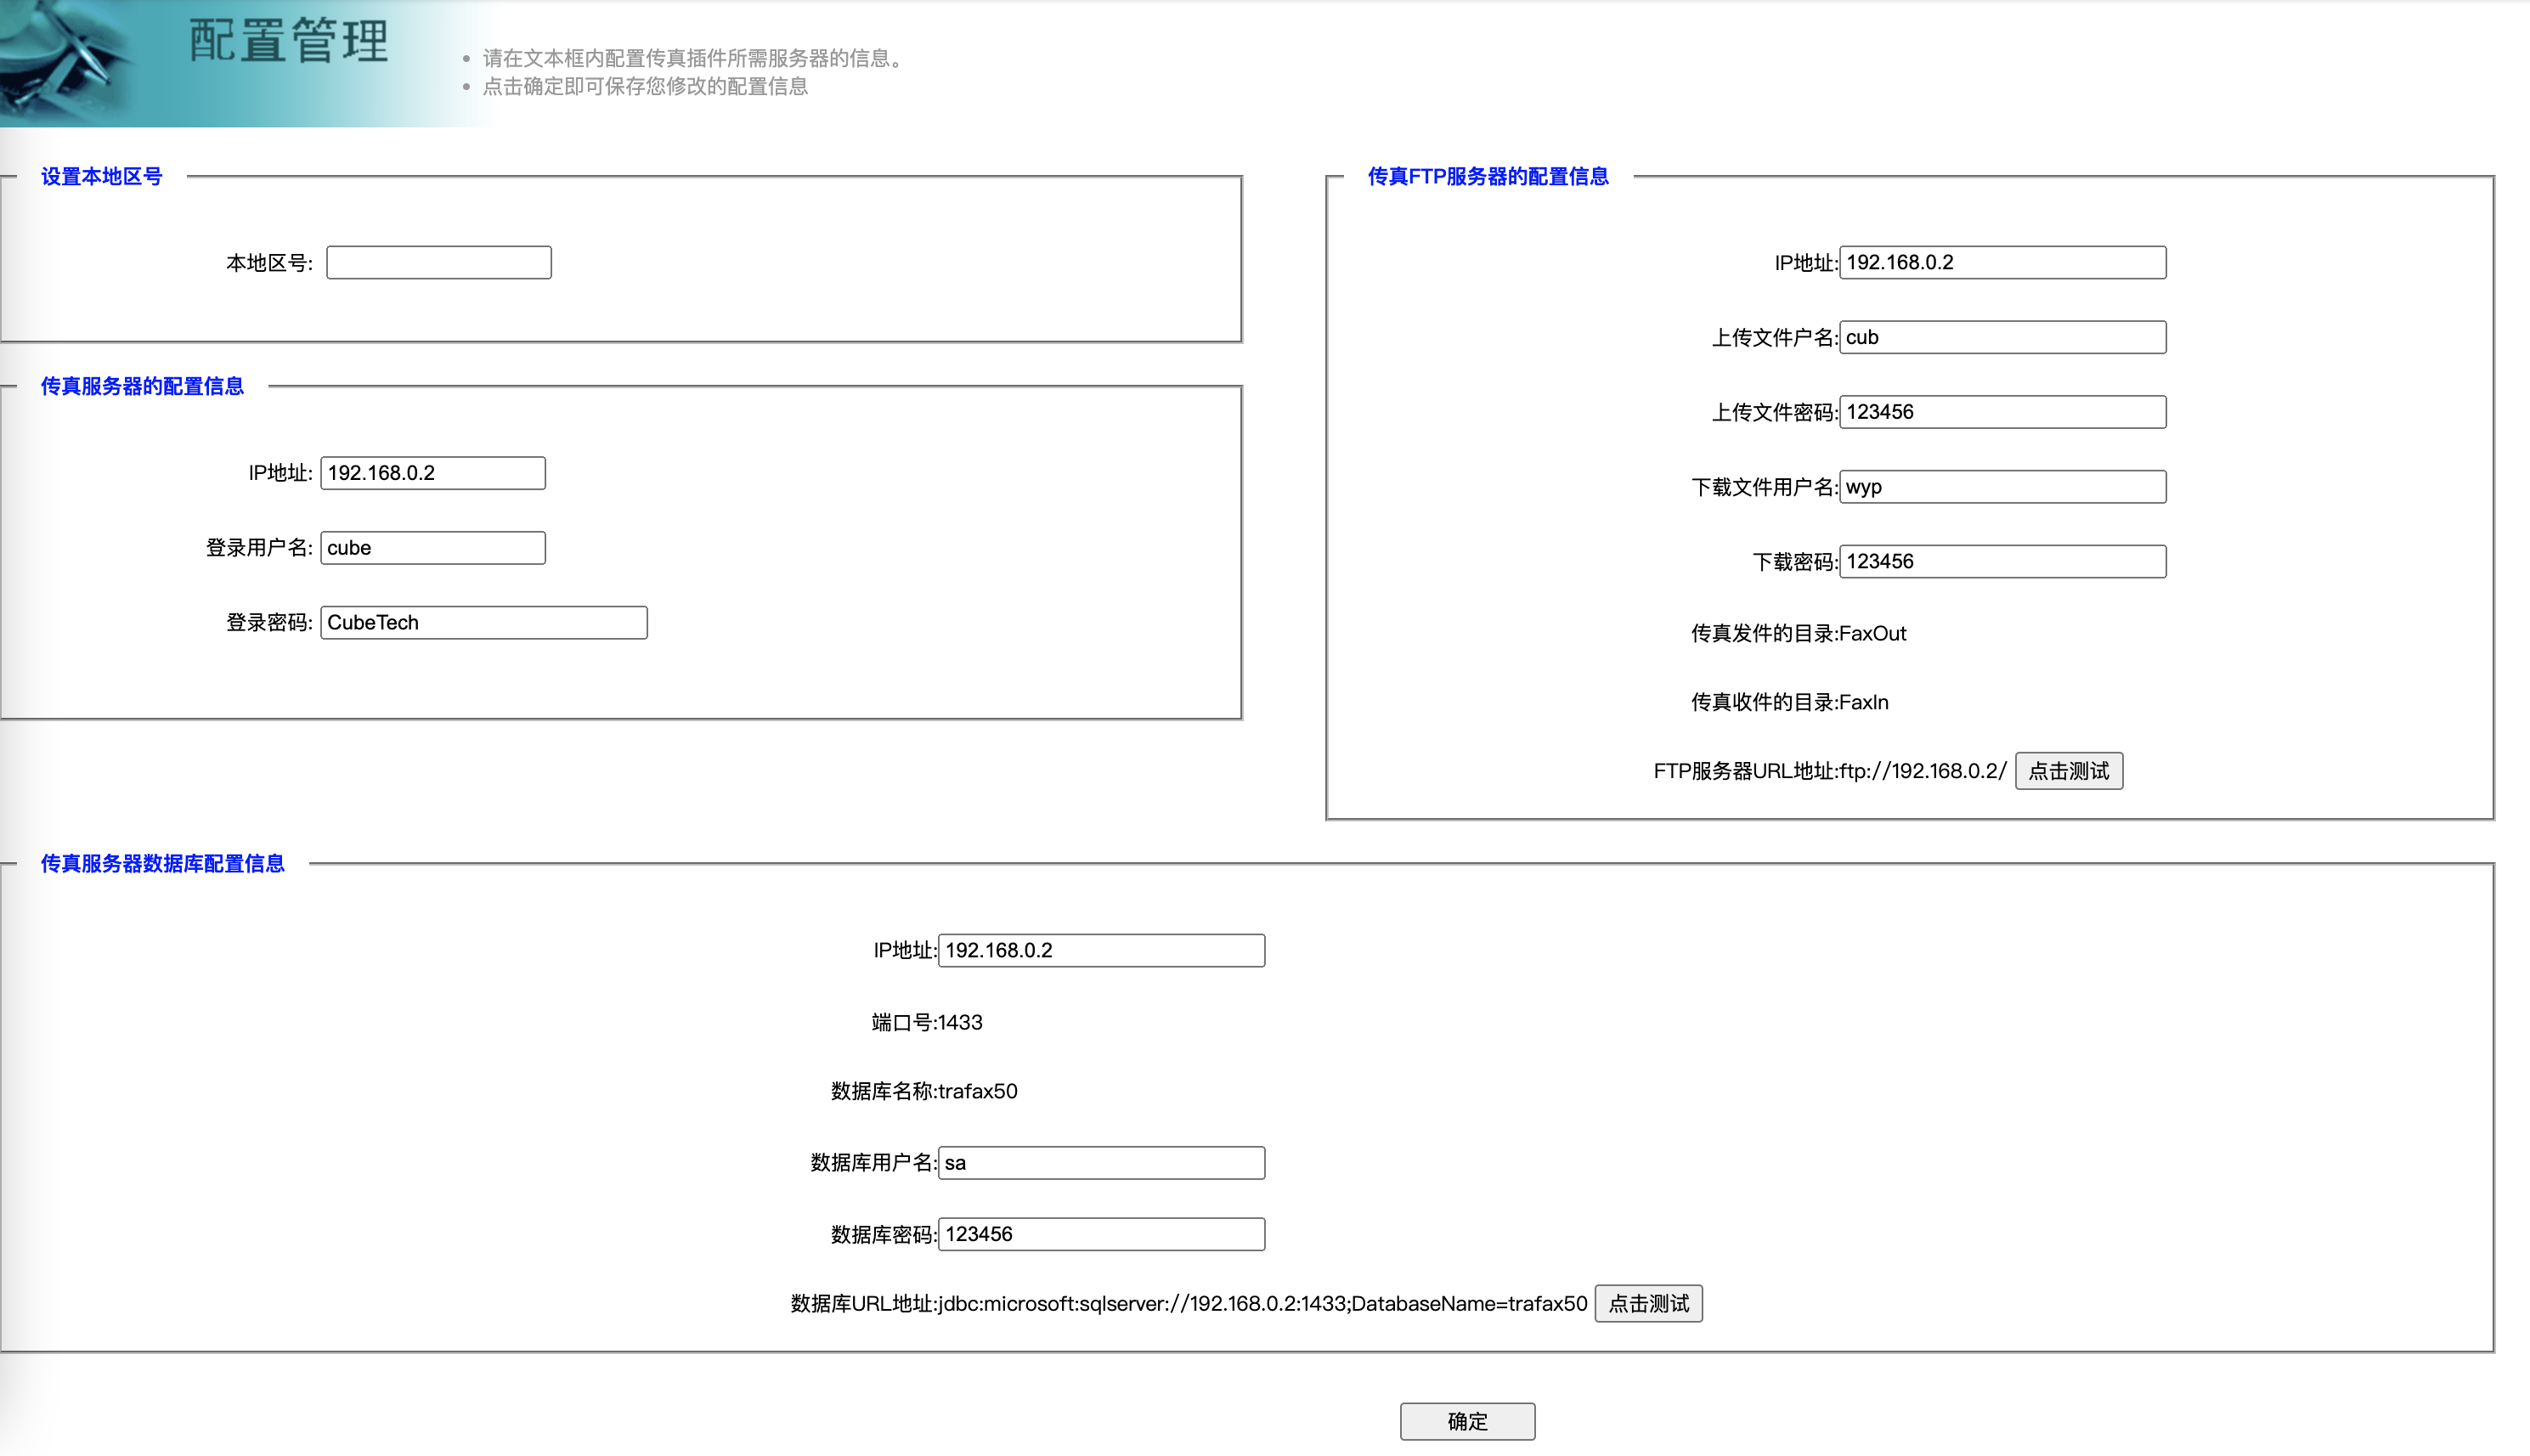 配置管理
请在文本框内配置传真插件所需服务器的信息。
点击确定即可保存您修改的配置信息
设置本地区号
本地区号:
传真服务器的配置信息
IP地址: 192.168.0.2
登录用户名: cube
登录密码: CubeTech
传真FTP服务器的配置信息
IP地址:192.168.0.2
上传文件户名:cub
上传文件密码:123456
下载文件用户名:wyp
下载密码:123456
传真发件的目录:FaxOut
传真收件的目录:FaxIn
FTP服务器URL地址:ftp://192.168.0.2/ 点击测试
传真服务器数据库配置信息
IP地址:192.168.0.2
端口号:1433
数据库名称:trafax50
数据库用户名:sa
数据库密码:123456
数据库URL地址:jdbc:microsoft:sqlserver://192.168.0.2:1433;DatabaseName=trafax50 点击测试
确定